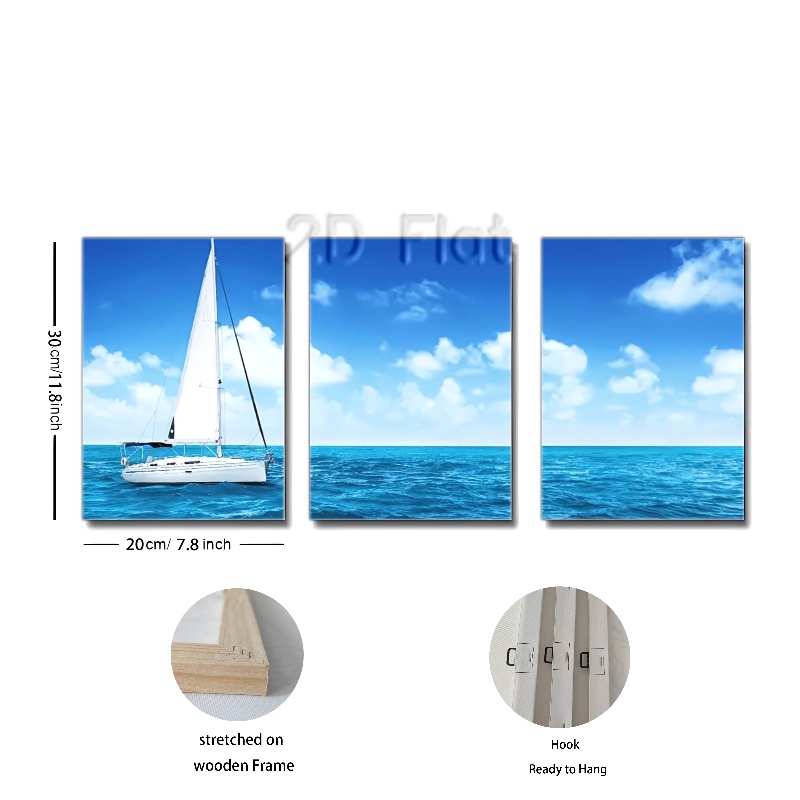 2D Flat
30cm/11.8inch
20cm/ 7.8 inch
stretched on
wooden Frame
Hook
Ready to Hang